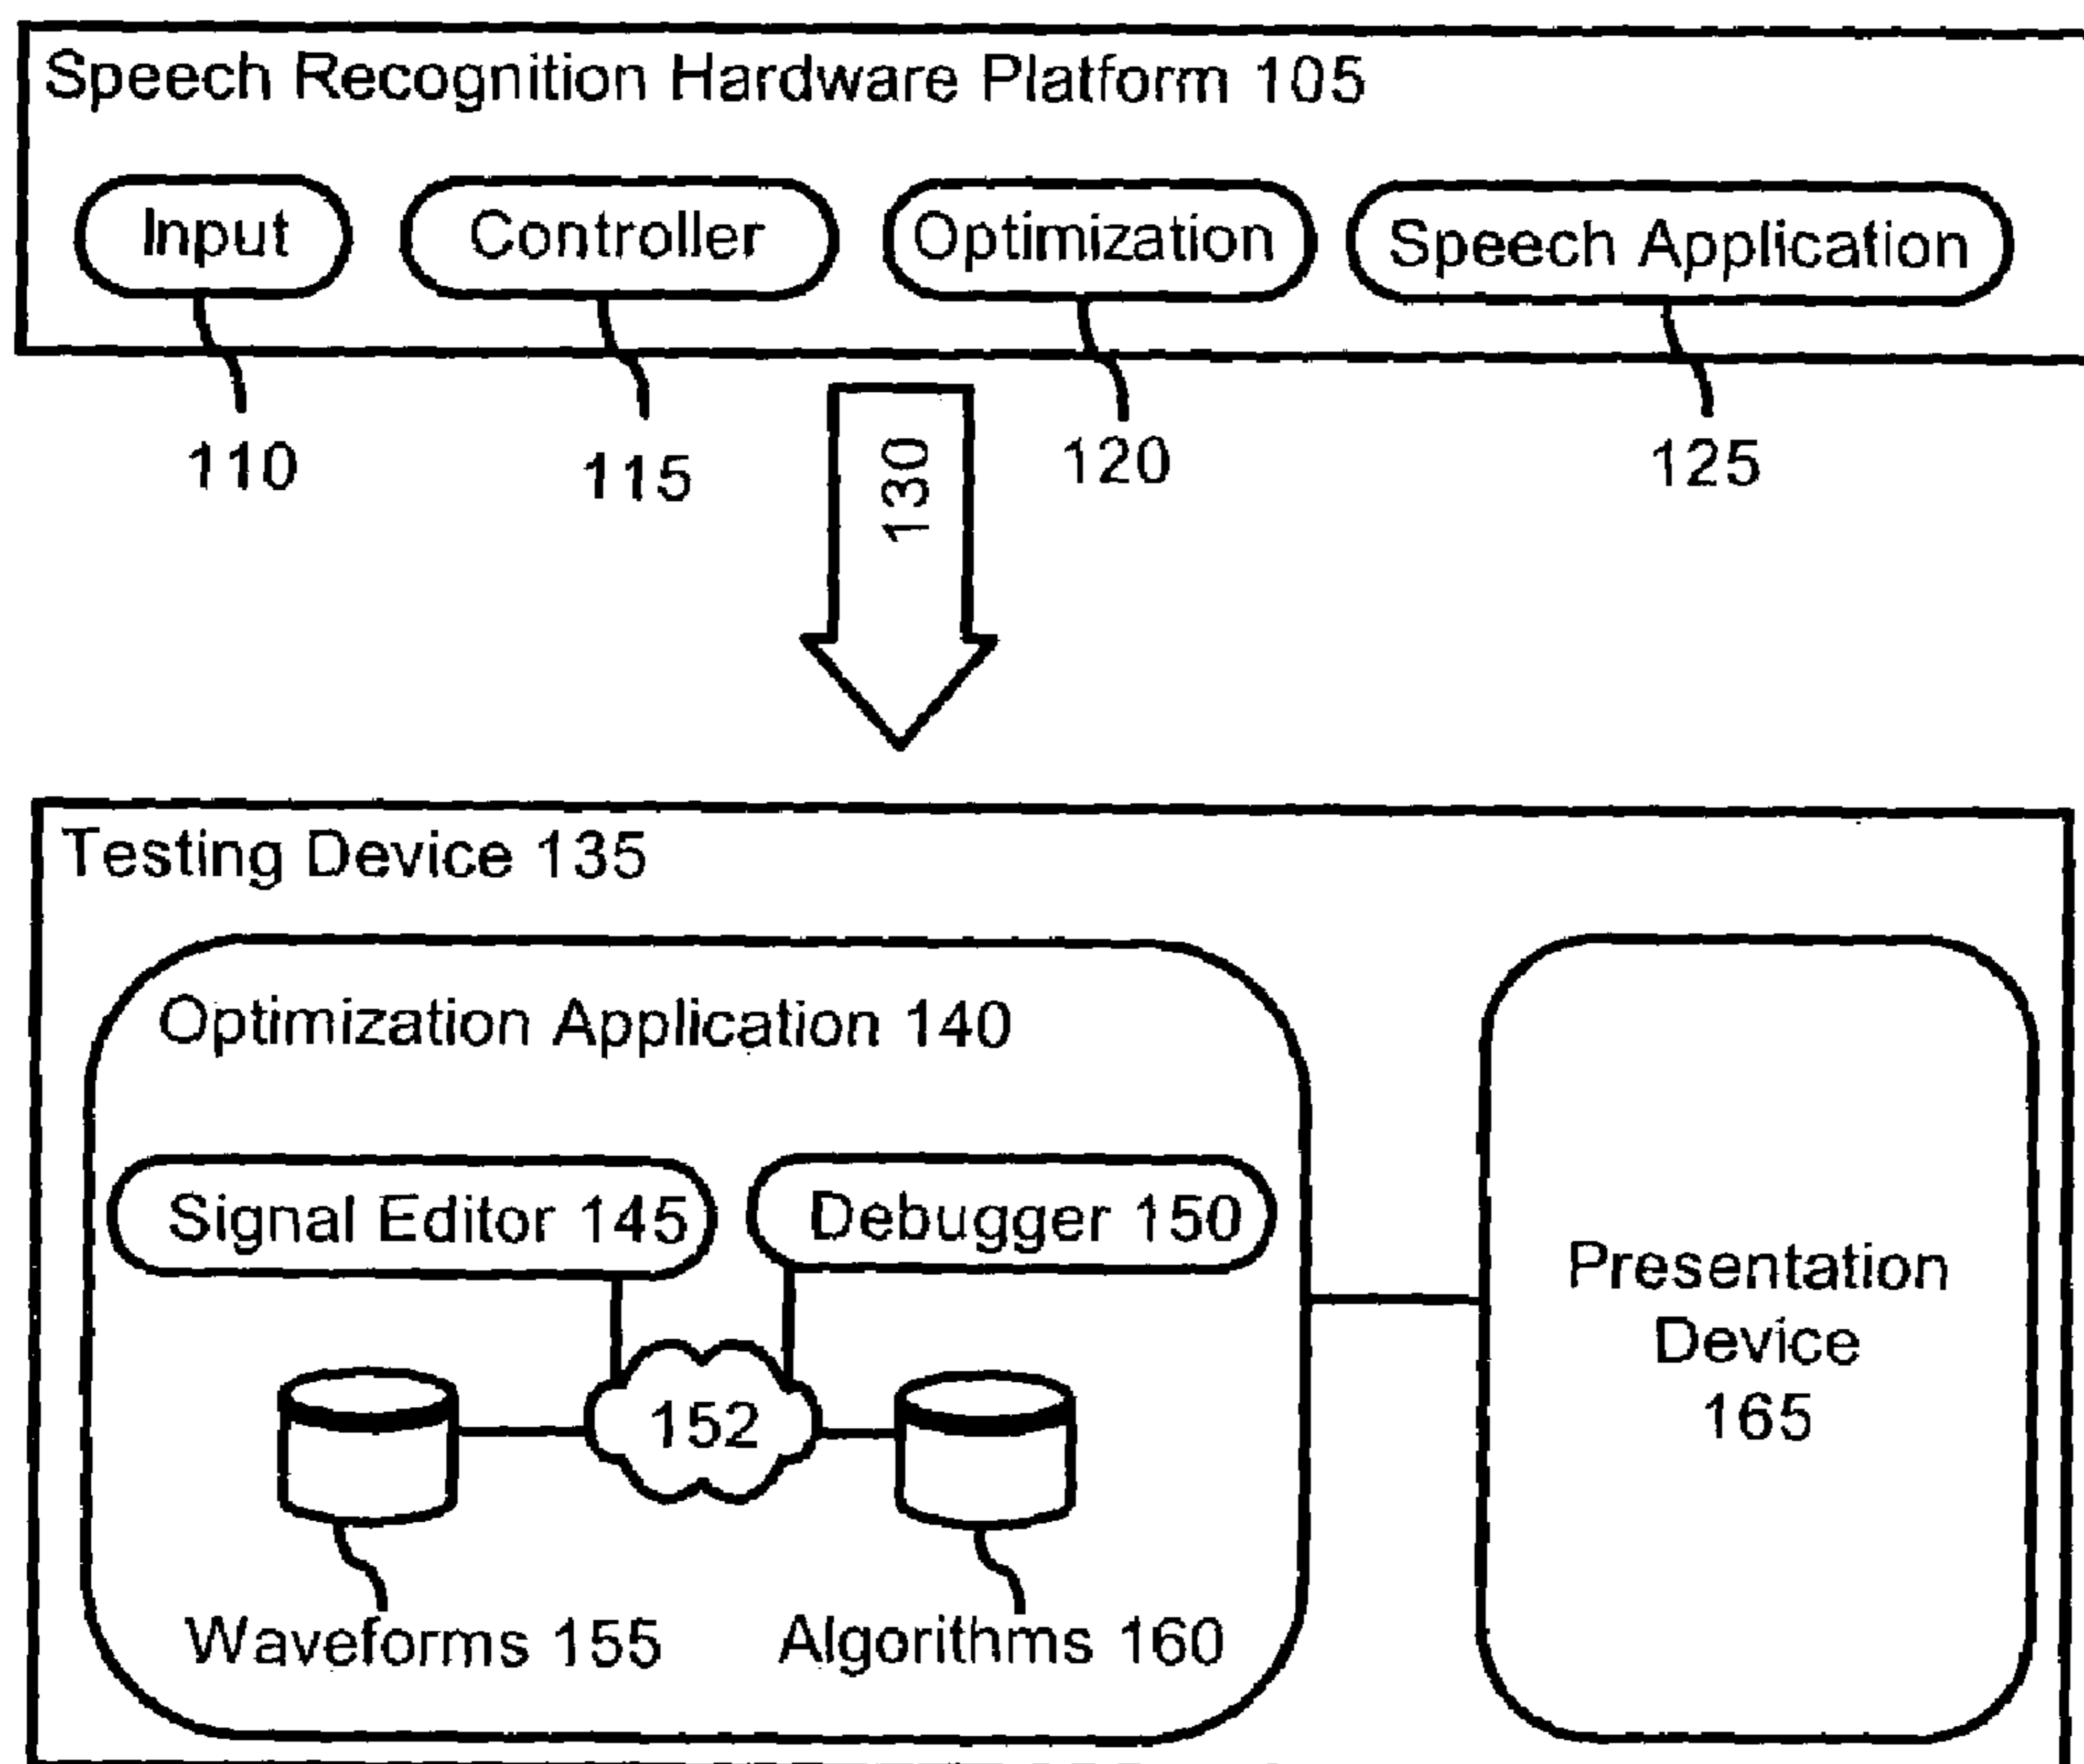 Speech Recognition Hardware Platform 105
Input
Controller
Optimization
Speech Application
110
115
130
120
125
Testing Device 135
Optimization Application 140
Signal Editor 145
Debugger 150
152
Waveforms 155
Algorithms 160
Presentation
Device
165